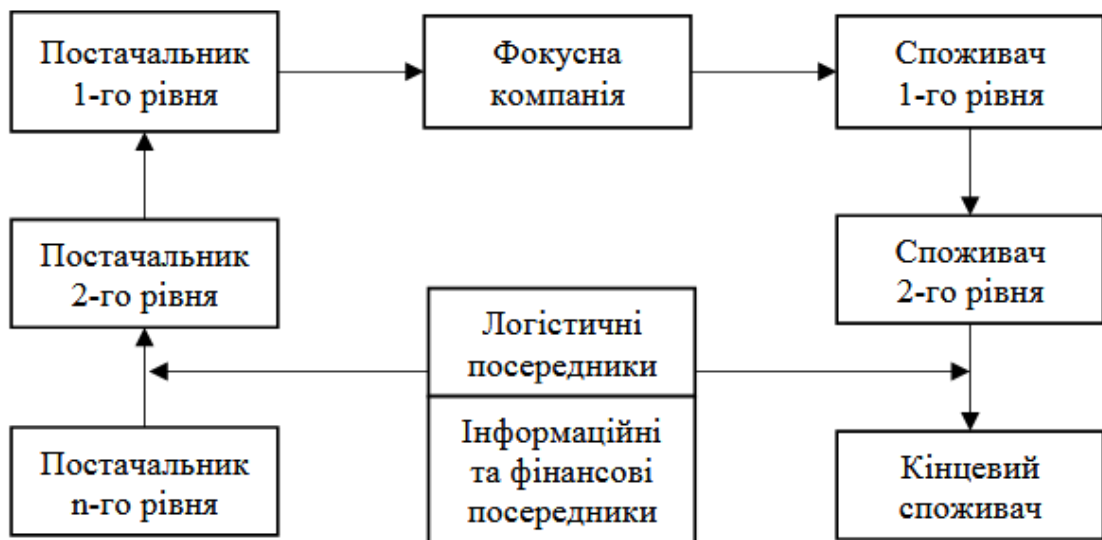 Постачальник
1-го рівня
Фокусна
компанія
Споживач
1-го рівня
Постачальник
2-го рівня
Споживач
2-го рівня
Логістичні
посередники
Інформаційні
та фінансові
посередники
Постачальник
n-го рівня
Кінцевий
споживач